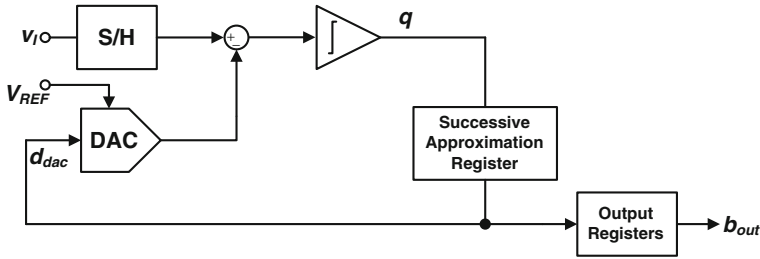 v_I
S/H
+
−
q
V_REF
DAC
d_dac
Successive
Approximation
Register
Output
Registers
b_out